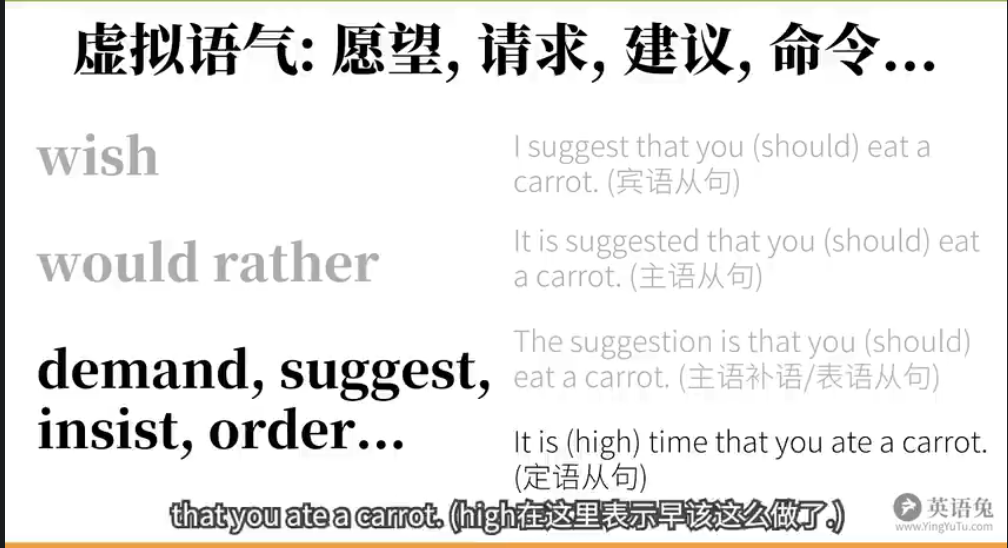 虚拟语气: 愿望, 请求, 建议, 命令...
wish
would rather
demand, suggest,
insist, order...
I suggest that you (should) eat a
carrot. (宾语从句)
It is suggested that you (should) eat
a carrot. (主语从句)
The suggestion is that you (should)
eat a carrot. (主语补语/表语从句)
It is (high) time that you ate a carrot.
(定语从句)
that you ate a carrot. (high在这里表示早该这么做了.)
英语兔
www.YingYuTu.com